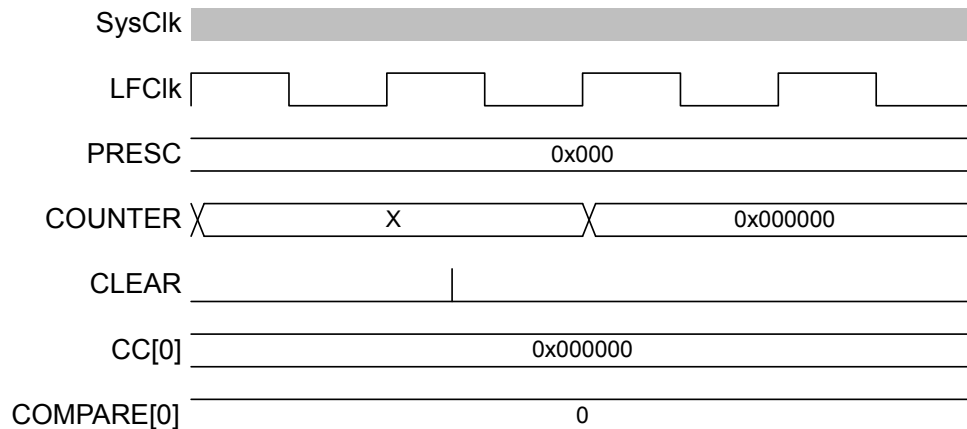 SysClk
LFClk
PRESC 0x000
COUNTER X 0x000000
CLEAR
CC[0] 0x000000
COMPARE[0] 0